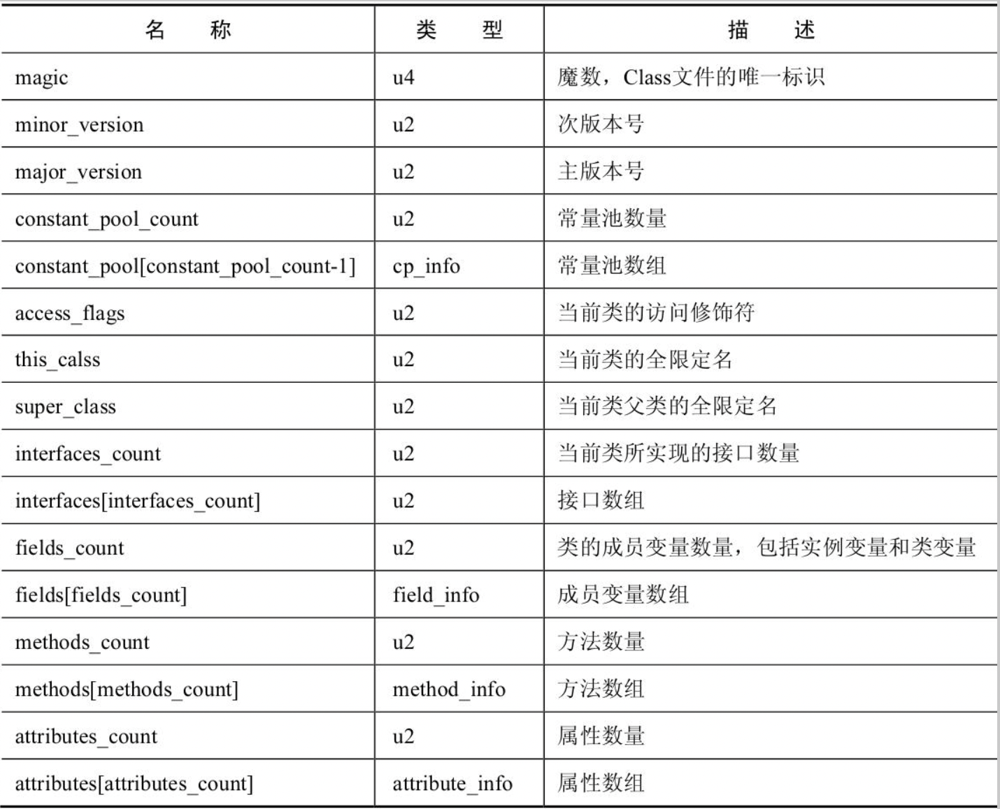 名 称 类 型 描 述
magic u4 魔数，Class文件的唯一标识
minor_version u2 次版本号
major_version u2 主版本号
constant_pool_count u2 常量池数量
constant_pool[constant_pool_count-1] cp_info 常量池数组
access_flags u2 当前类的访问修饰符
this_calss u2 当前类的全限定名
super_class u2 当前类父类的全限定名
interfaces_count u2 当前类所实现的接口数量
interfaces[interfaces_count] u2 接口数组
fields_count u2 类的成员变量数量，包括实例变量和类变量
fields[fields_count] field_info 成员变量数组
methods_count u2 方法数量
methods[methods_count] method_info 方法数组
attributes_count u2 属性数量
attributes[attributes_count] attribute_info 属性数组